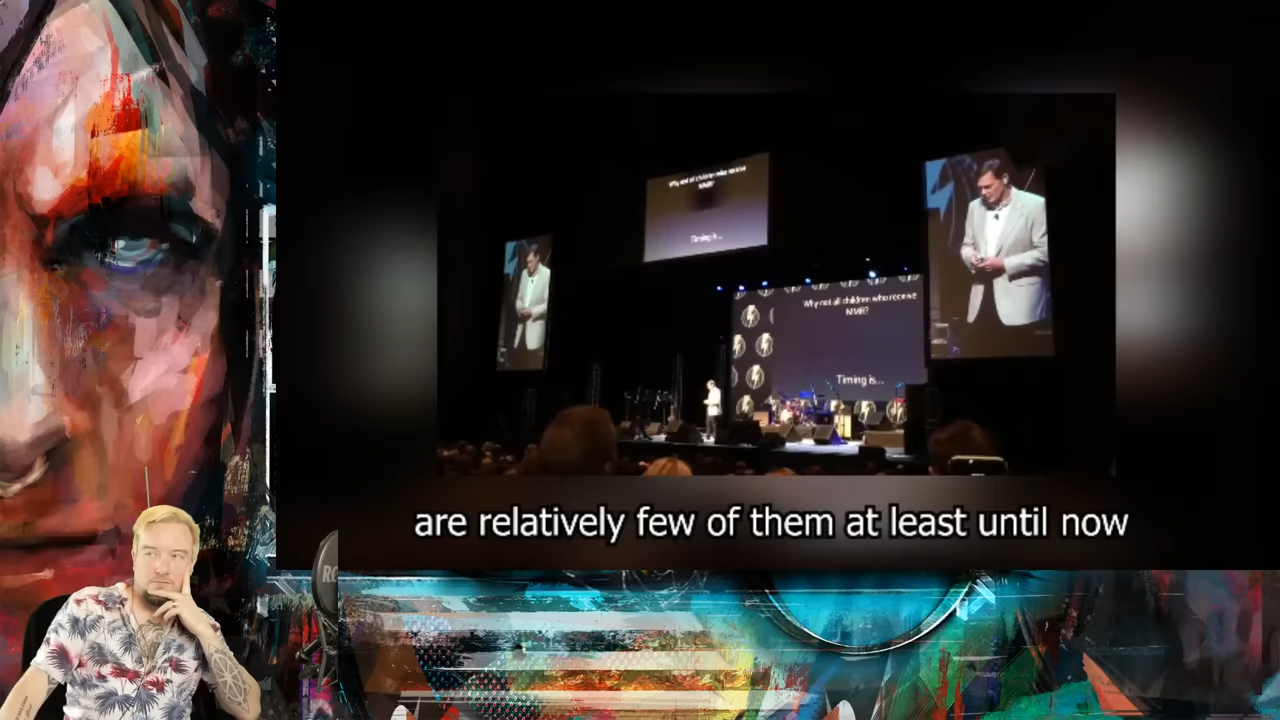 Why not all children who receive
MMR?
Timing is...
Why not all children who receive
MMR?
Timing is...
are relatively few of them at least until now